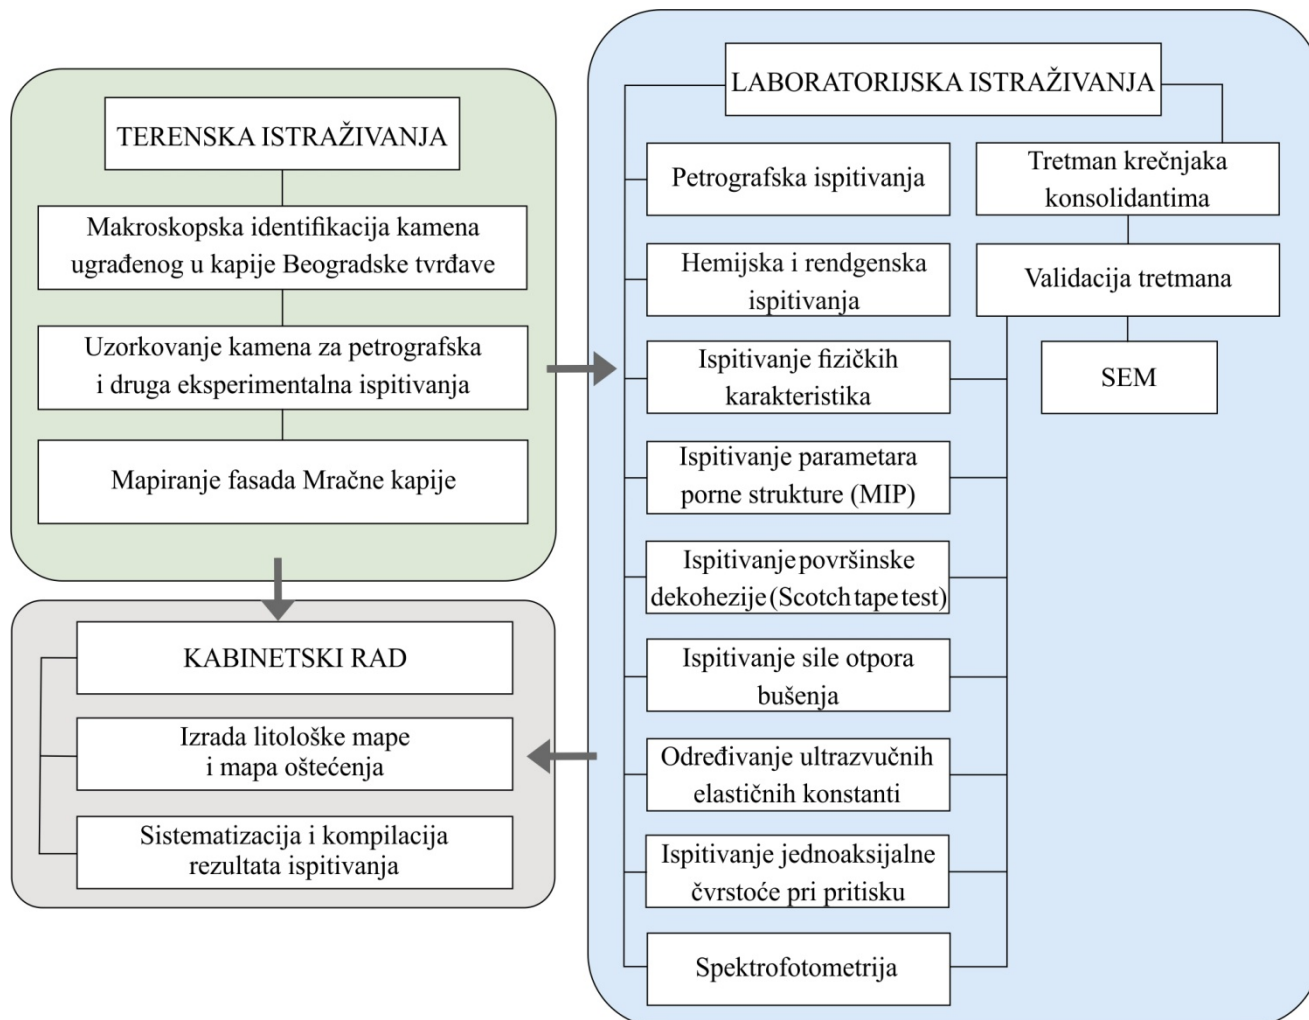 TERENSKA ISTRAŽIVANJA
Makroskopska identifikacija kamena
ugrađenog u kapije Beogradske tvrđave
Uzorkovanje kamena za petrografska
i druga eksperimentalna ispitivanja
Mapiranje fasada Mračne kapije
KABINETSKI RAD
Izrada litološke mape
i mapa oštećenja
Sistematizacija i kompilacija
rezultata ispitivanja
LABORATORIJSKA ISTRAŽIVANJA
Petrografska ispitivanja
Hemijska i rendgenska
ispitivanja
Ispitivanje fizičkih
karakteristika
Ispitivanje parametara
porne strukture (MIP)
Ispitivanje površinske
dekohezije (Scotch tape test)
Ispitivanje sile otpora
bušenja
Određivanje ultrazvučnih
elastičnih konstanti
Ispitivanje jednoaksijalne
čvrstoće pri pritisku
Spektrofotometrija
Tretman krečnjaka
konsolidantima
Validacija tretmana
SEM